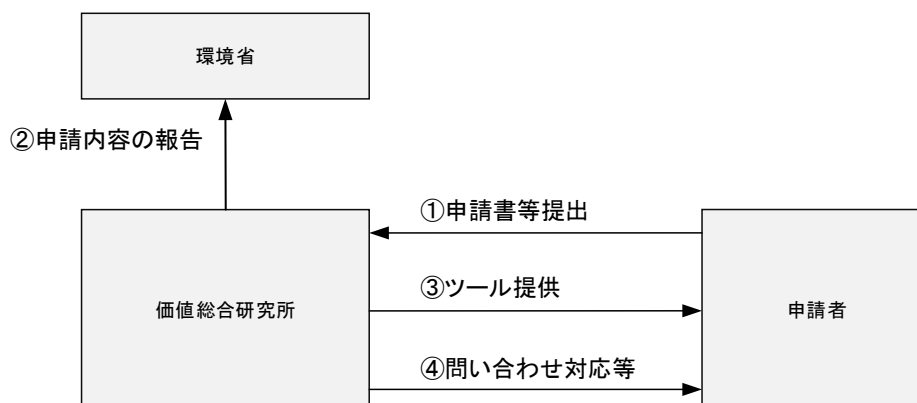 環境省
②申請内容の報告
①申請書等提出
価値総合研究所
③ツール提供
申請者
④問い合わせ対応等